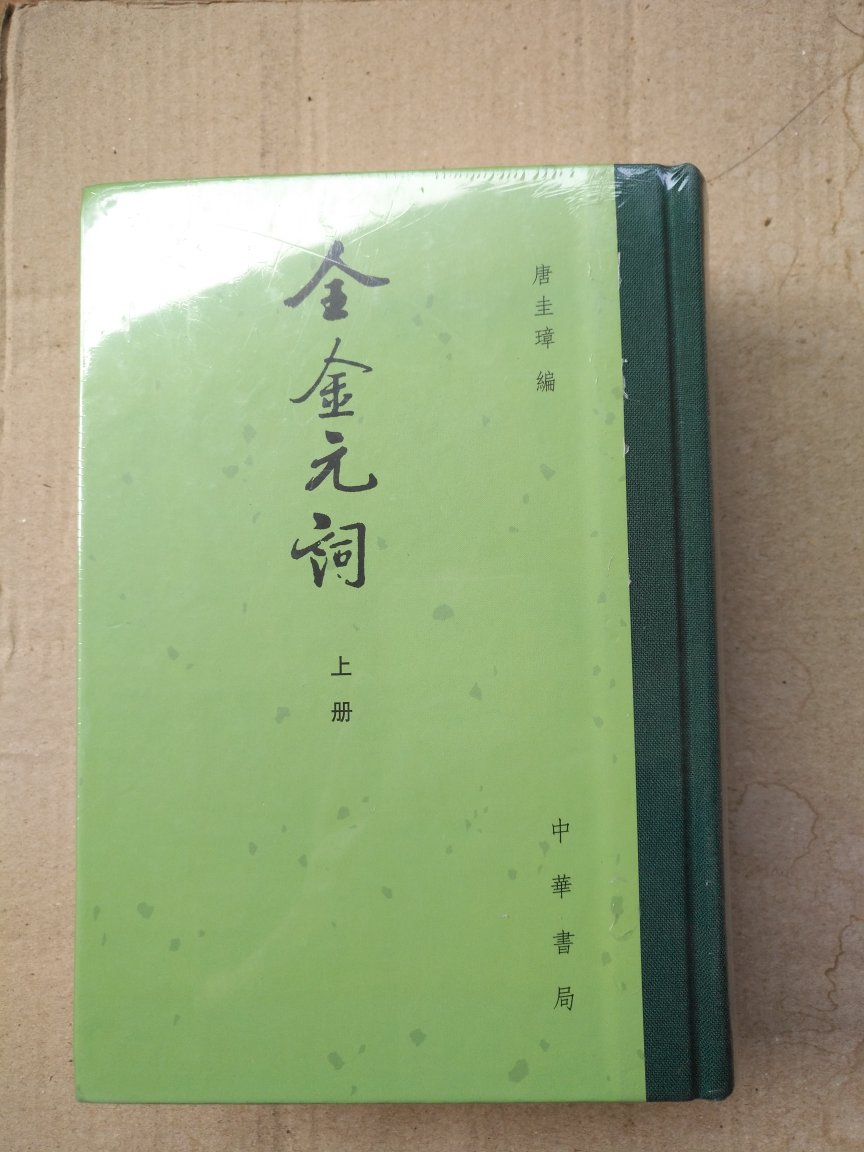 唐圭璋 編
全金元詞
上册
中華書局